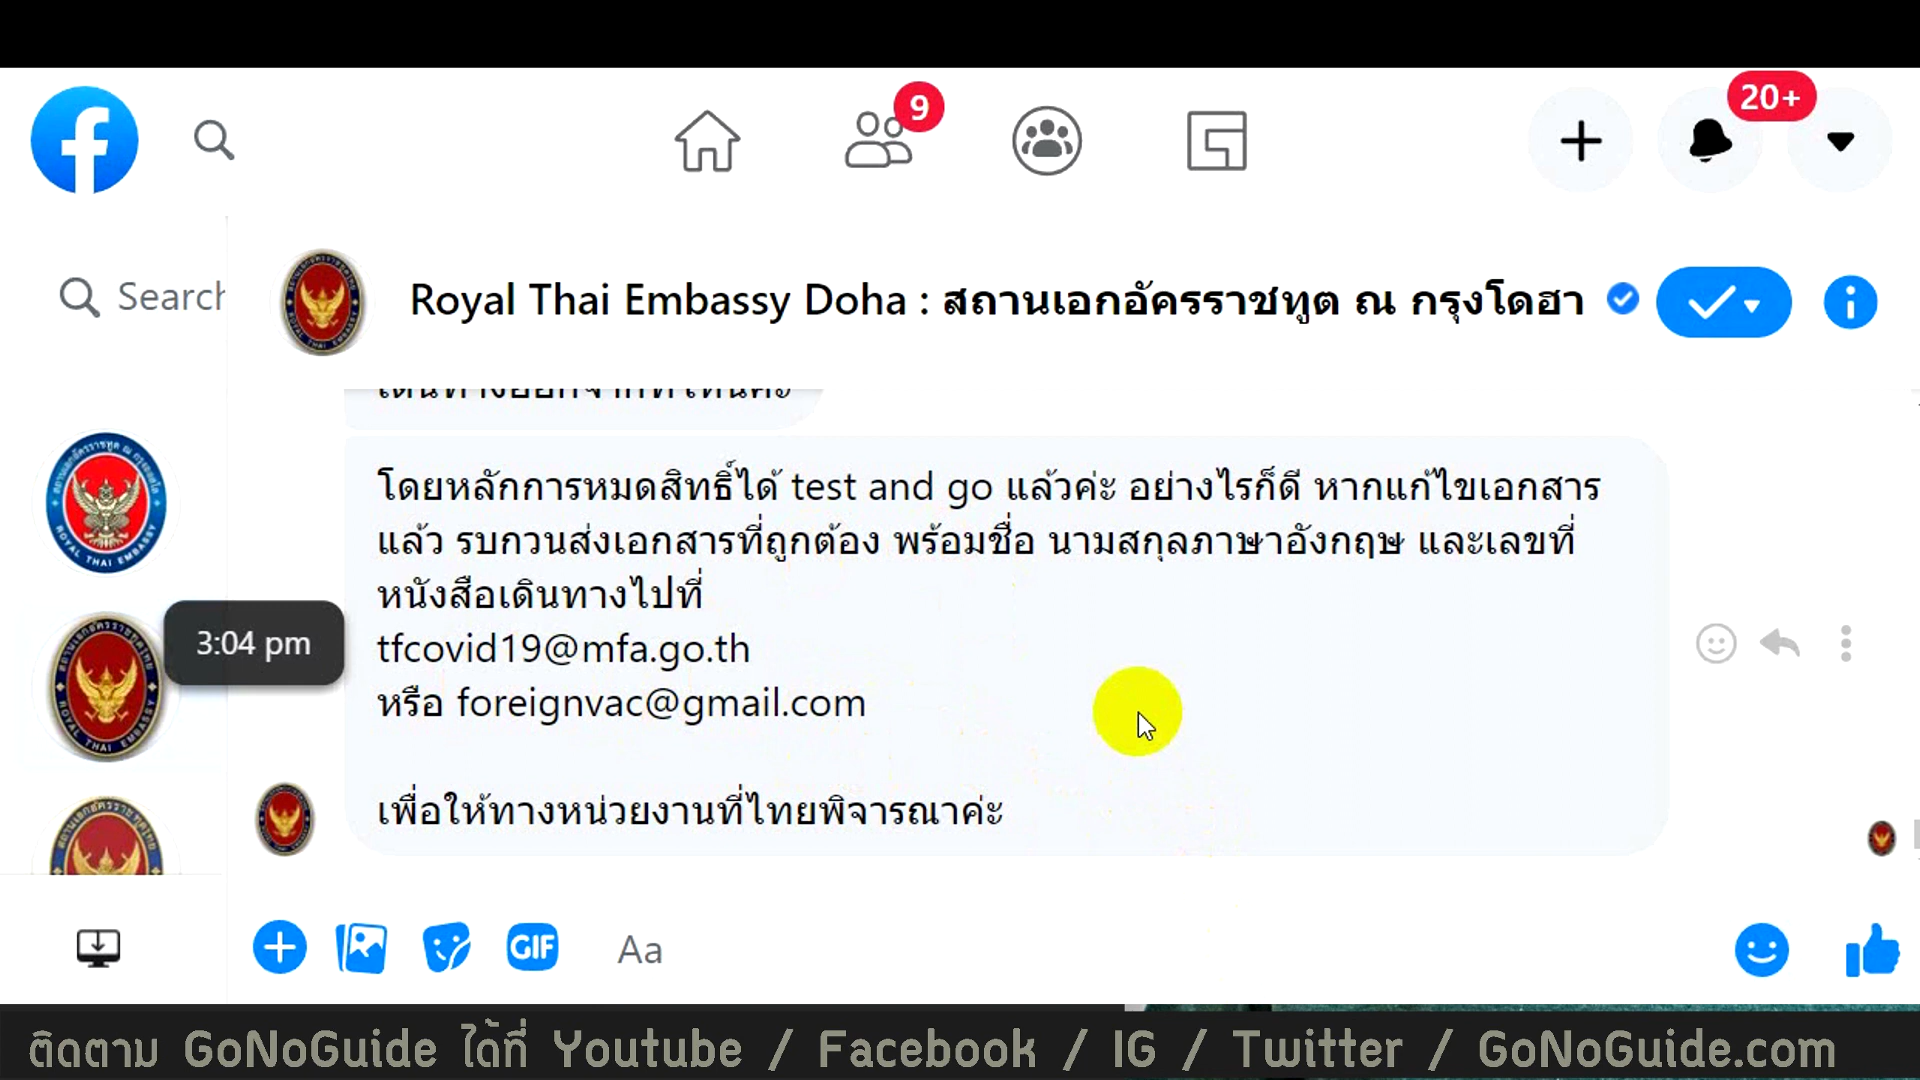 9
20+
Search
Royal Thai Embassy Doha : สถานเอกอัครราชทูต ณ กรุงโดฮา
โดยหลักการหมดสิทธิ์ได้ test and go แล้วค่ะ อย่างไรก็ดี หากแก้ไขเอกสาร
แล้ว รบกวนส่งเอกสารที่ถูกต้อง พร้อมชื่อ นามสกุลภาษาอังกฤษ และเลขที่
หนังสือเดินทางไปที่
3:04 pm
tfcovid19@mfa.go.th
หรือ foreignvac@gmail.com
เพื่อให้ทางหน่วยงานที่ไทยพิจารณาค่ะ
GIF
Aa
ติดตาม GoNoGuide ได้ที่ Youtube / Facebook / IG / Twitter / GoNoGuide.com